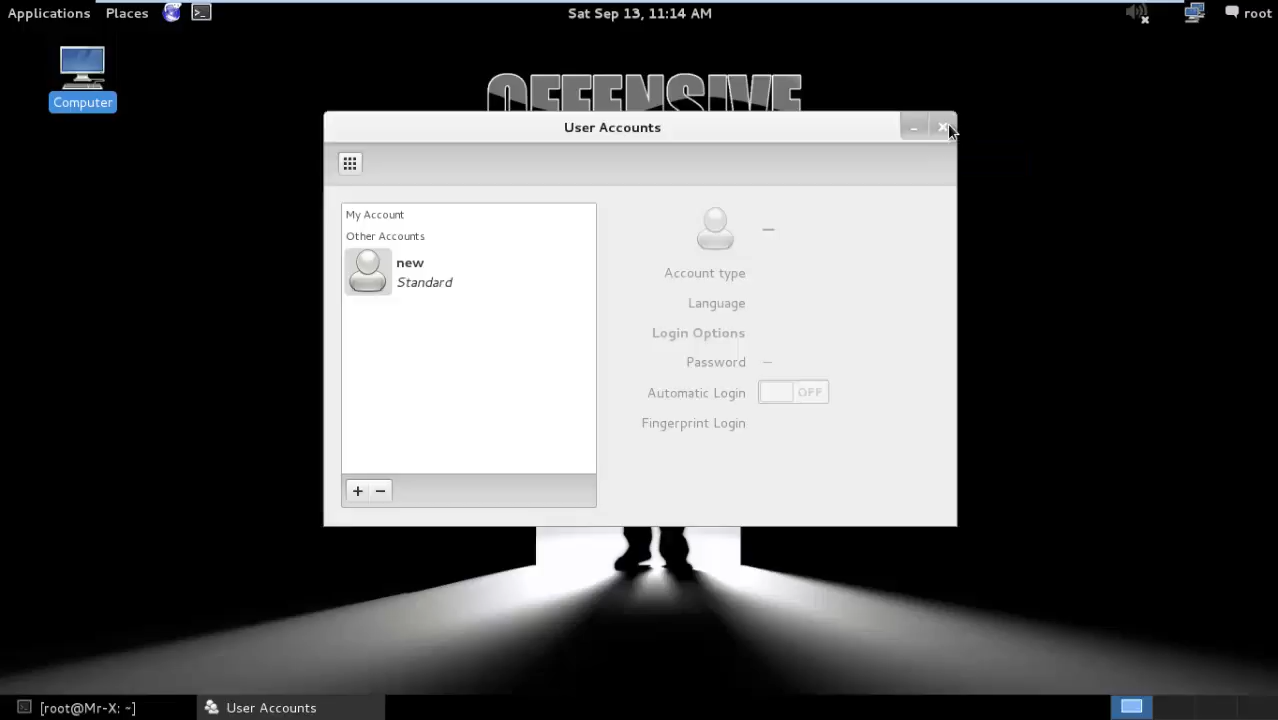 Applications Places Sat Sep 13, 11:14 AM root
Computer
OFFENSIVE
User Accounts
My Account
Other Accounts
new
Standard
—
Account type
Language
Login Options
Password —
Automatic Login OFF
Fingerprint Login
+ −
[root@Mr-X: ~] User Accounts